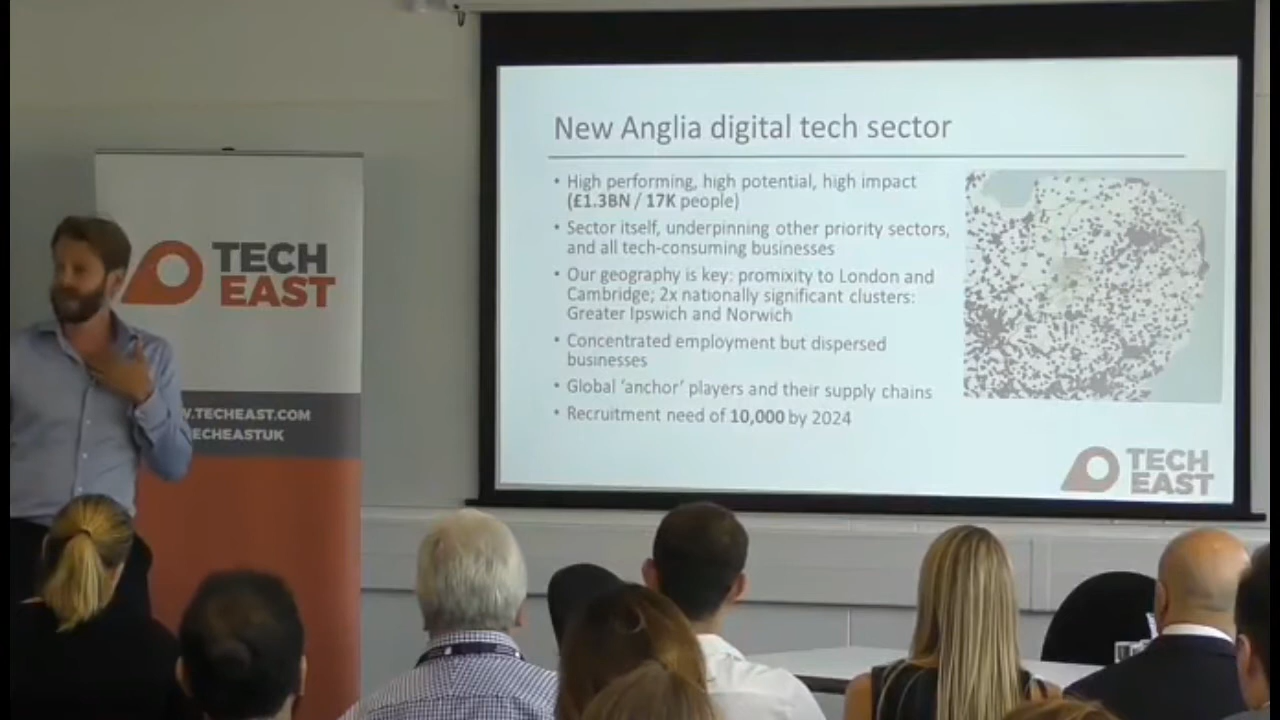 TECH
EAST
W.TECHEAST.COM
ECHEASTUK
New Anglia digital tech sector
• High performing, high potential, high impact
(£1.3BN / 17K people)
• Sector itself, underpinning other priority sectors,
and all tech-consuming businesses
• Our geography is key: promixity to London and
Cambridge; 2x nationally significant clusters:
Greater Ipswich and Norwich
• Concentrated employment but dispersed
businesses
• Global ‘anchor’ players and their supply chains
• Recruitment need of 10,000 by 2024
TECH
EAST